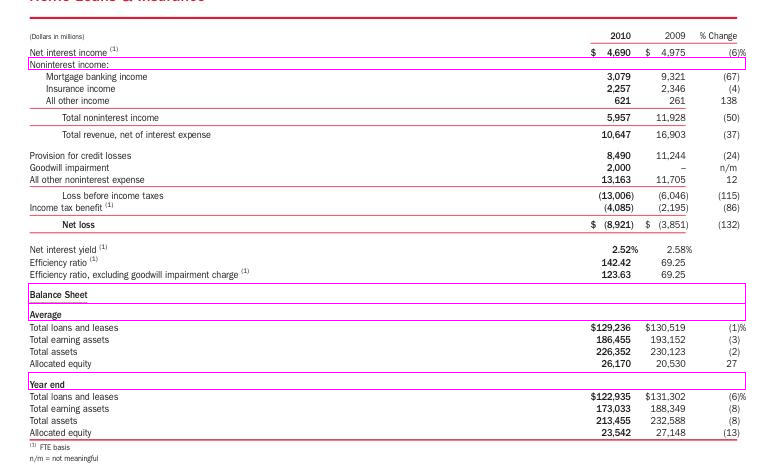 Home Loans & Insurance
(Dollars in millions) 2010 2009 % Change
Net interest income (1) $ 4,690 $ 4,975 (6)%
Noninterest income:
Mortgage banking income 3,079 9,321 (67)
Insurance income 2,257 2,346 (4)
All other income 621 261 138
Total noninterest income 5,957 11,928 (50)
Total revenue, net of interest expense 10,647 16,903 (37)
Provision for credit losses 8,490 11,244 (24)
Goodwill impairment 2,000 – n/m
All other noninterest expense 13,163 11,705 12
Loss before income taxes (13,006) (6,046) (115)
Income tax benefit (1) (4,085) (2,195) (86)
Net loss $ (8,921) $ (3,851) (132)
Net interest yield (1) 2.52% 2.58%
Efficiency ratio (1) 142.42 69.25
Efficiency ratio, excluding goodwill impairment charge (1) 123.63 69.25
Balance Sheet
Average
Total loans and leases $129,236 $130,519 (1)%
Total earning assets 186,455 193,152 (3)
Total assets 226,352 230,123 (2)
Allocated equity 26,170 20,530 27
Year end
Total loans and leases $122,935 $131,302 (6)%
Total earning assets 173,033 188,349 (8)
Total assets 213,455 232,588 (8)
Allocated equity 23,542 27,148 (13)
(1) FTE basis
n/m = not meaningful